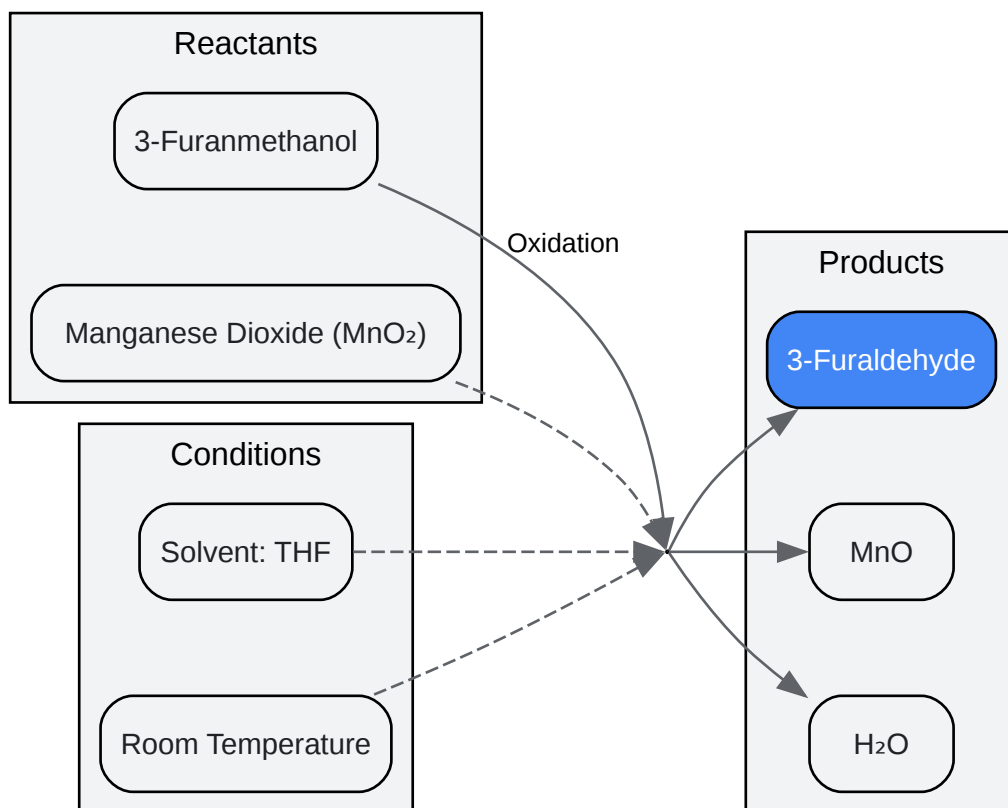 Reactants
3-Furanmethanol
Manganese Dioxide (MnO₂)
Oxidation
Conditions
Solvent: THF
Room Temperature
Products
3-Furaldehyde
MnO
H₂O